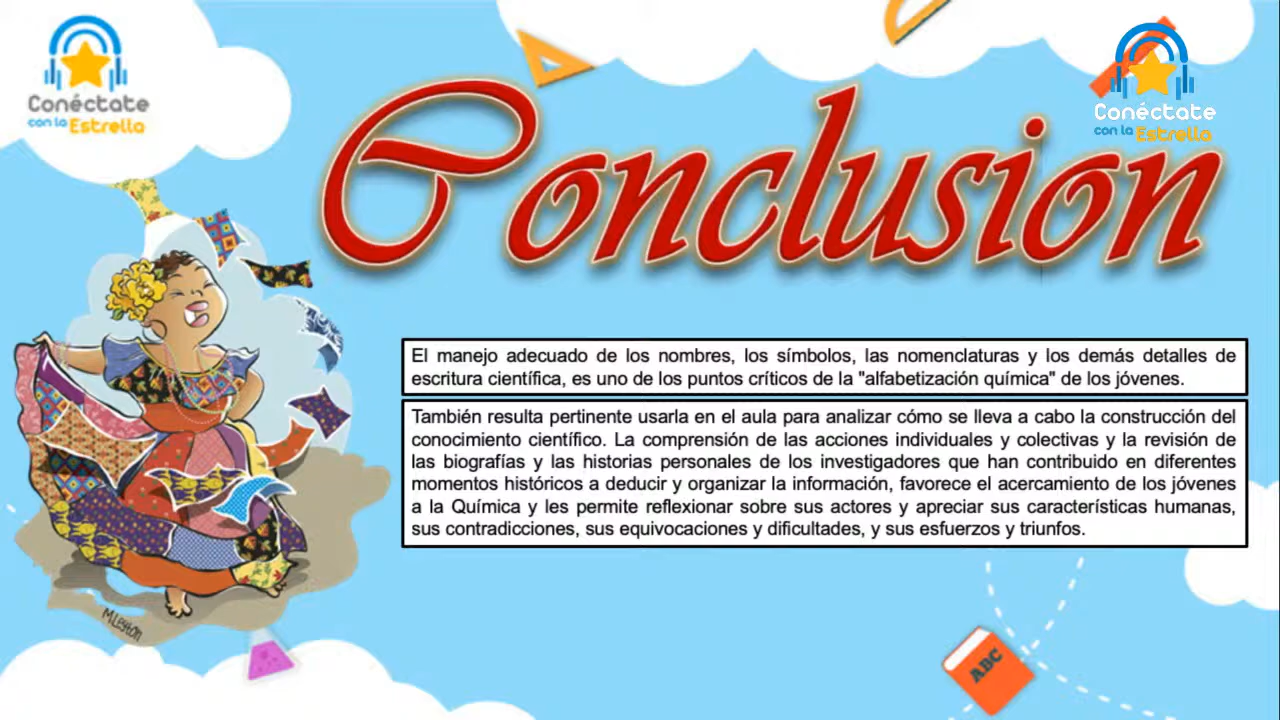 Conéctate
con la Estrella
Conéctate
con la Estrella
Conclusion
El manejo adecuado de los nombres, los símbolos, las nomenclaturas y los demás detalles de
escritura científica, es uno de los puntos críticos de la "alfabetización química" de los jóvenes.
También resulta pertinente usarla en el aula para analizar cómo se lleva a cabo la construcción del
conocimiento científico. La comprensión de las acciones individuales y colectivas y la revisión de
las biografías y las historias personales de los investigadores que han contribuido en diferentes
momentos históricos a deducir y organizar la información, favorece el acercamiento de los jóvenes
a la Química y les permite reflexionar sobre sus actores y apreciar sus características humanas,
sus contradicciones, sus equivocaciones y dificultades, y sus esfuerzos y triunfos.
M.Leyton
ABC